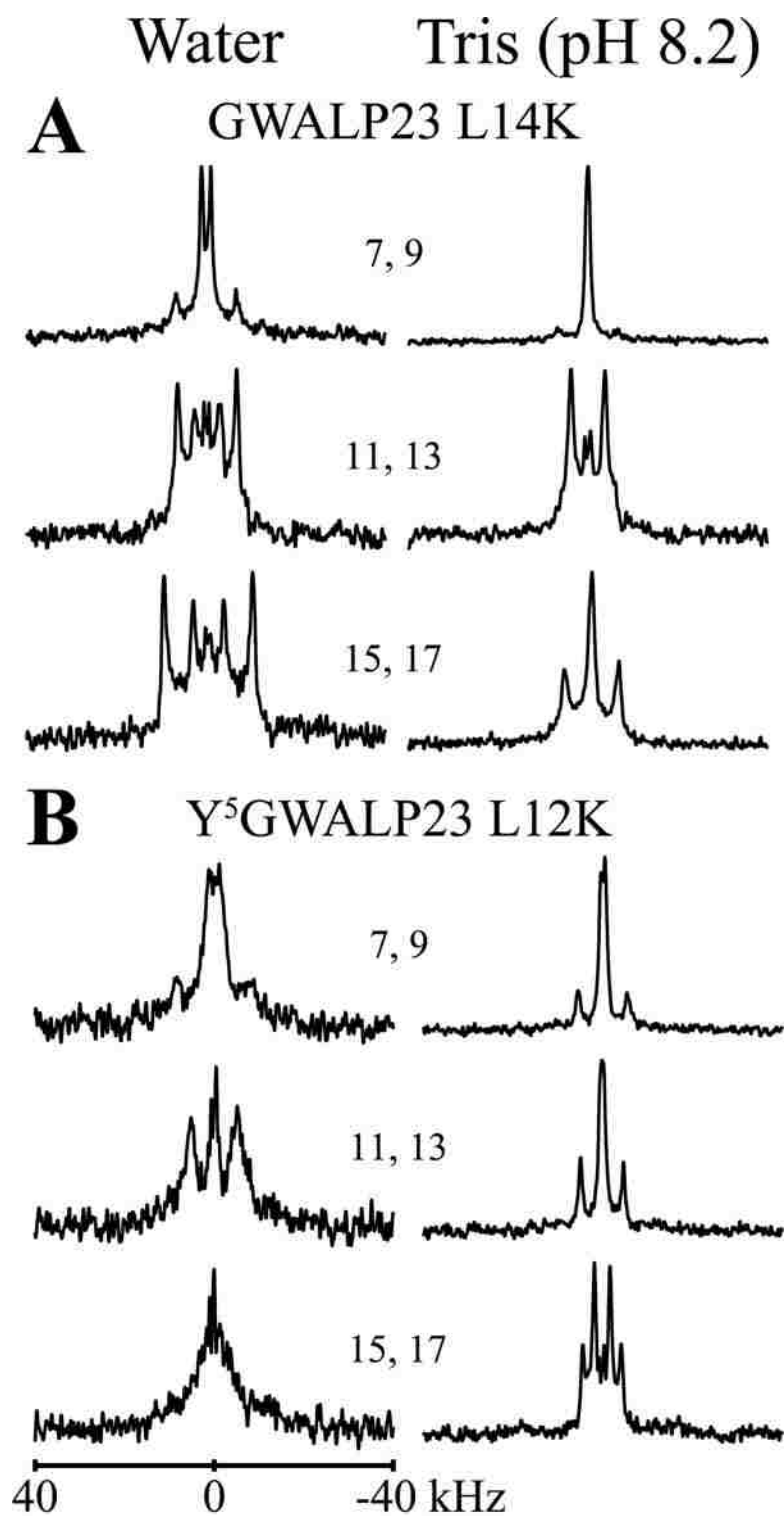 Water Tris (pH 8.2)
A GWALP23 L14K
7, 9
11, 13
15, 17
B Y⁵GWALP23 L12K
7, 9
11, 13
15, 17
40 0 -40 kHz